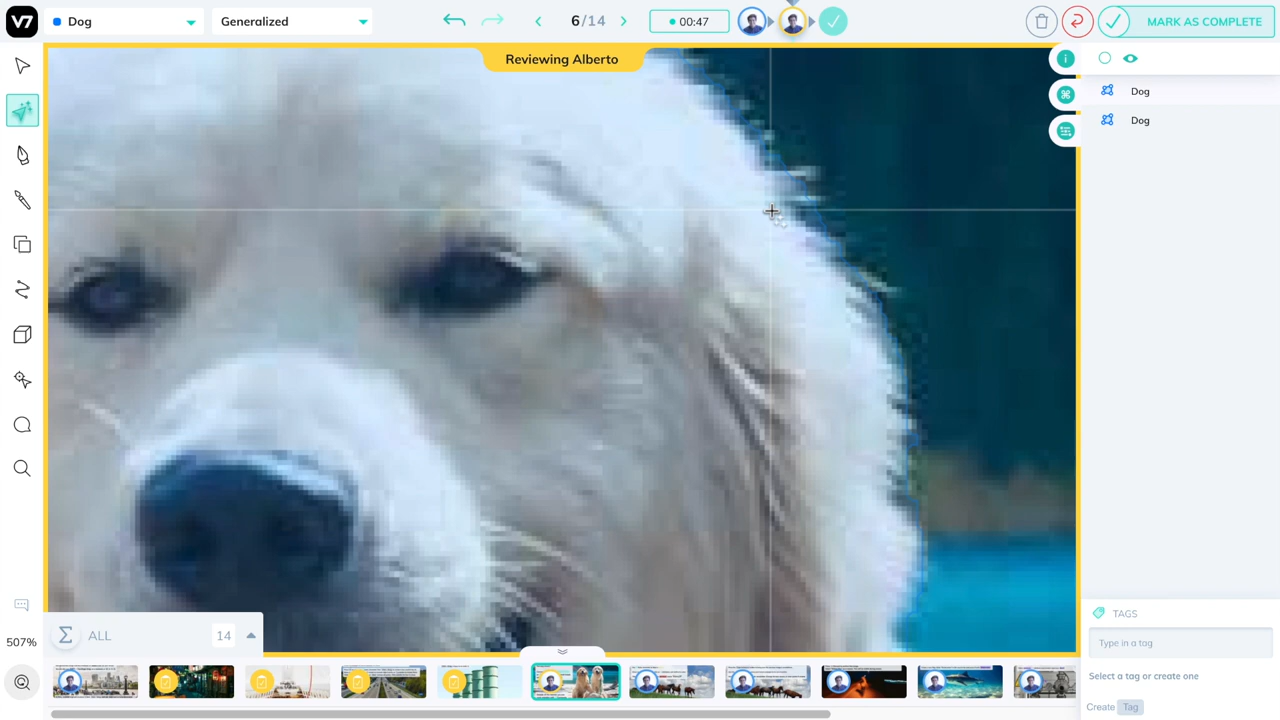 V7
Dog
Generalized
6/14
00:47
MARK AS COMPLETE
Reviewing Alberto
Dog
Dog
507%
ALL
14
TAGS
Type in a tag
Select a tag or create one
Create Tag